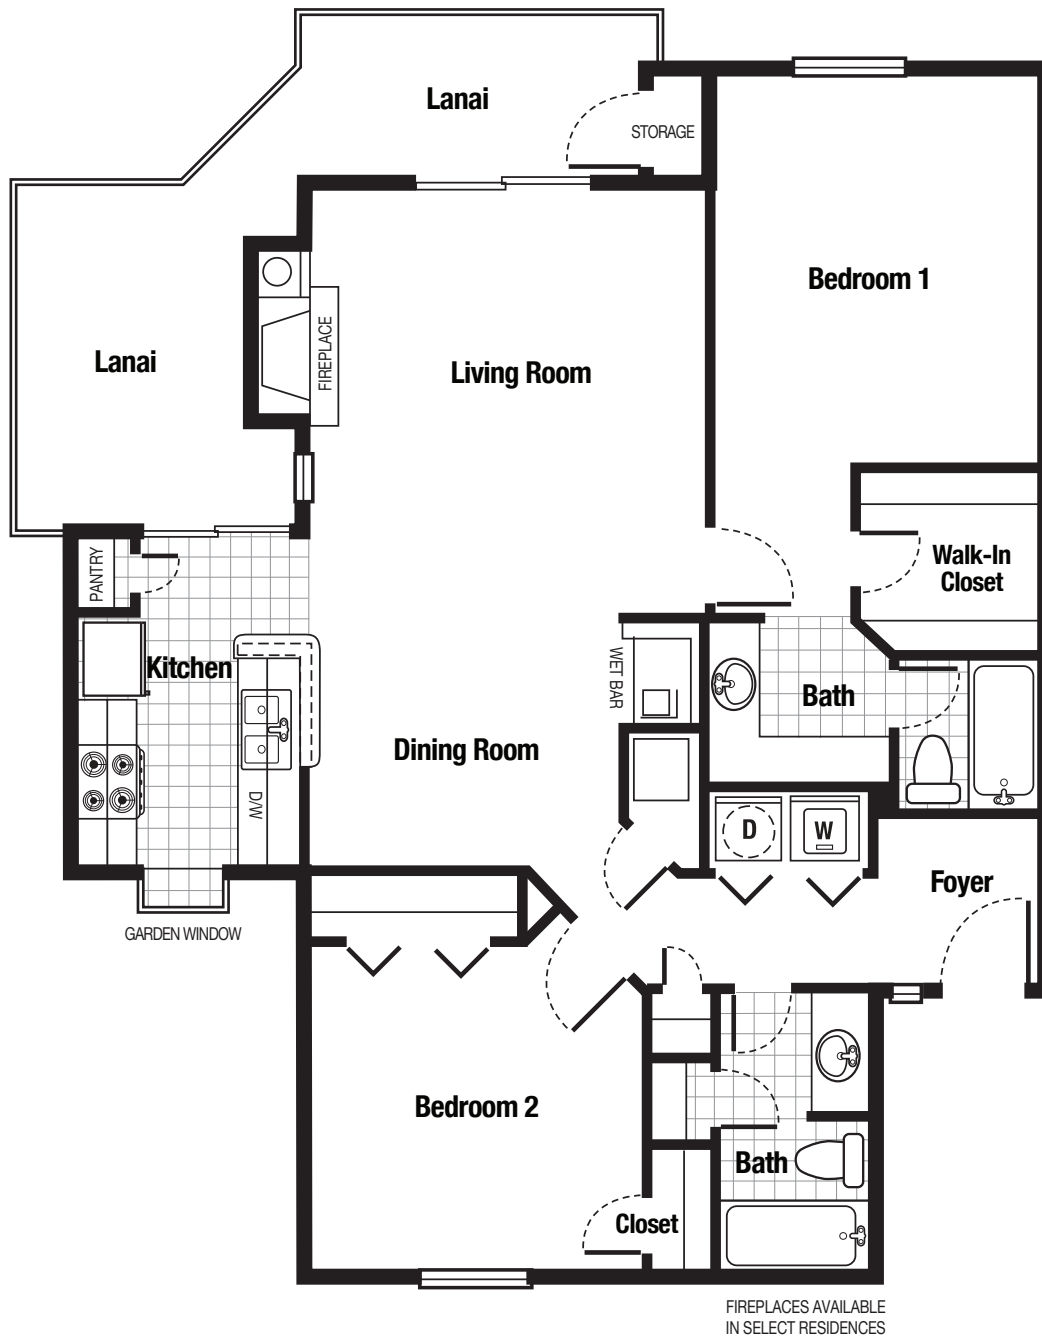 Lanai
STORAGE
Bedroom 1
Lanai
FIREPLACE
Living Room
PANTRY
Walk-In
Closet
Kitchen
WET BAR
Bath
Dining Room
D/W
D
W
Foyer
GARDEN WINDOW
Bedroom 2
Bath
Closet
FIREPLACES AVAILABLE
IN SELECT RESIDENCES